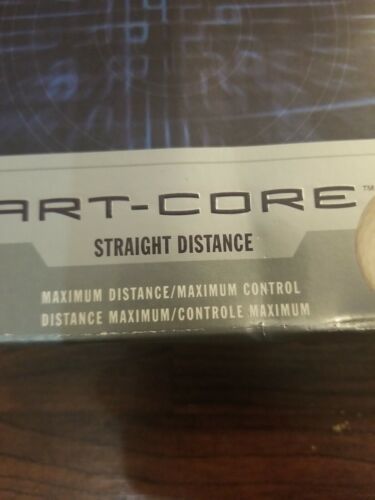 ART-CORE™
STRAIGHT DISTANCE
MAXIMUM DISTANCE/MAXIMUM CONTROL
DISTANCE MAXIMUM/CONTROLE MAXIMUM